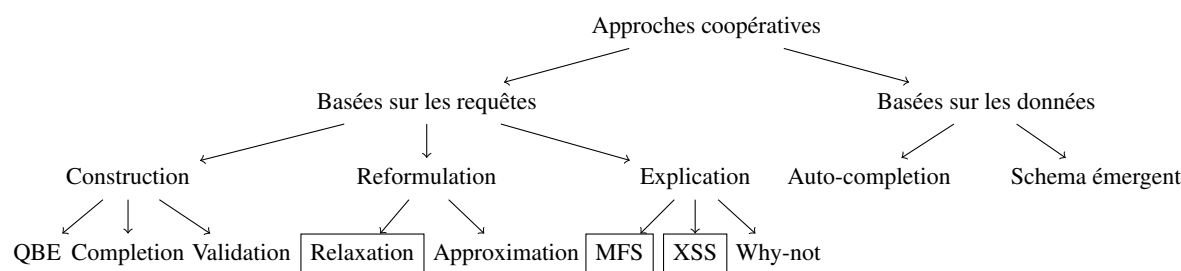 Approches coopératives
Basées sur les requêtes Basées sur les données
Construction Reformulation Explication Auto-completion Schema émergent
QBE Completion Validation Relaxation Approximation MFS XSS Why-not